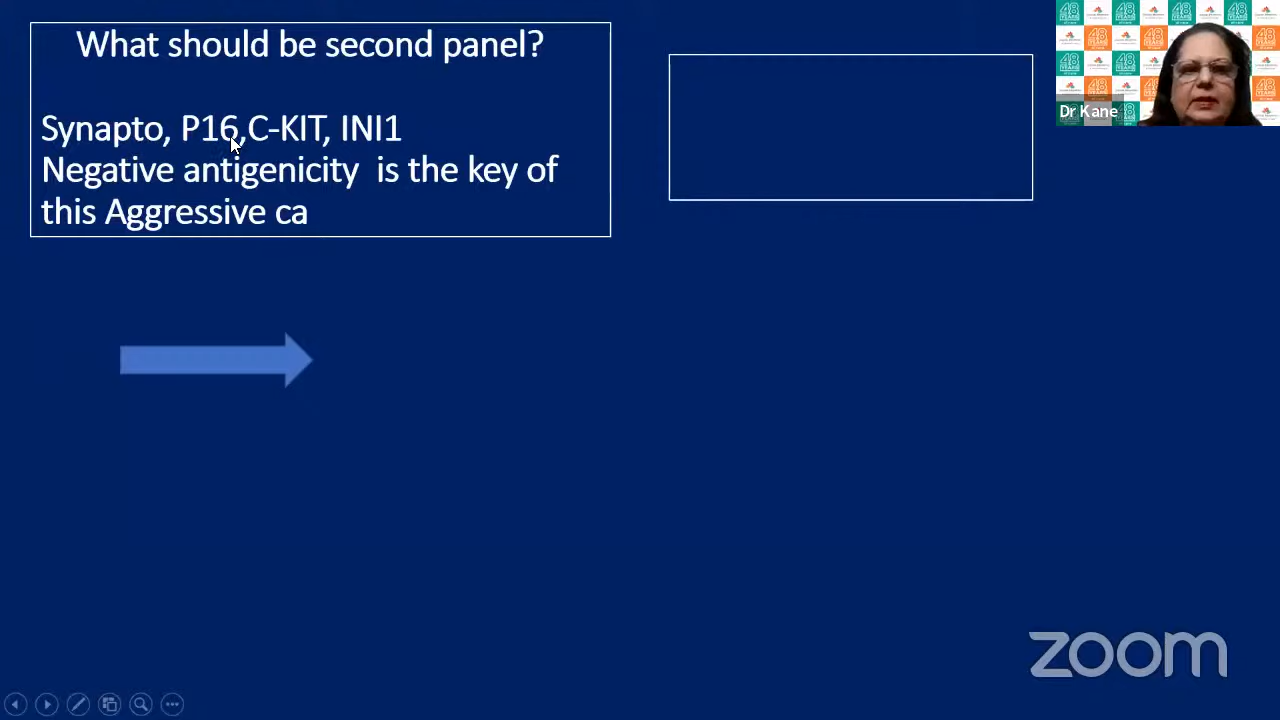 What should be second panel?
Synapto, P16,C-KIT, INI1
Negative antigenicity is the key of
this Aggressive ca
Dr Kane
zoom